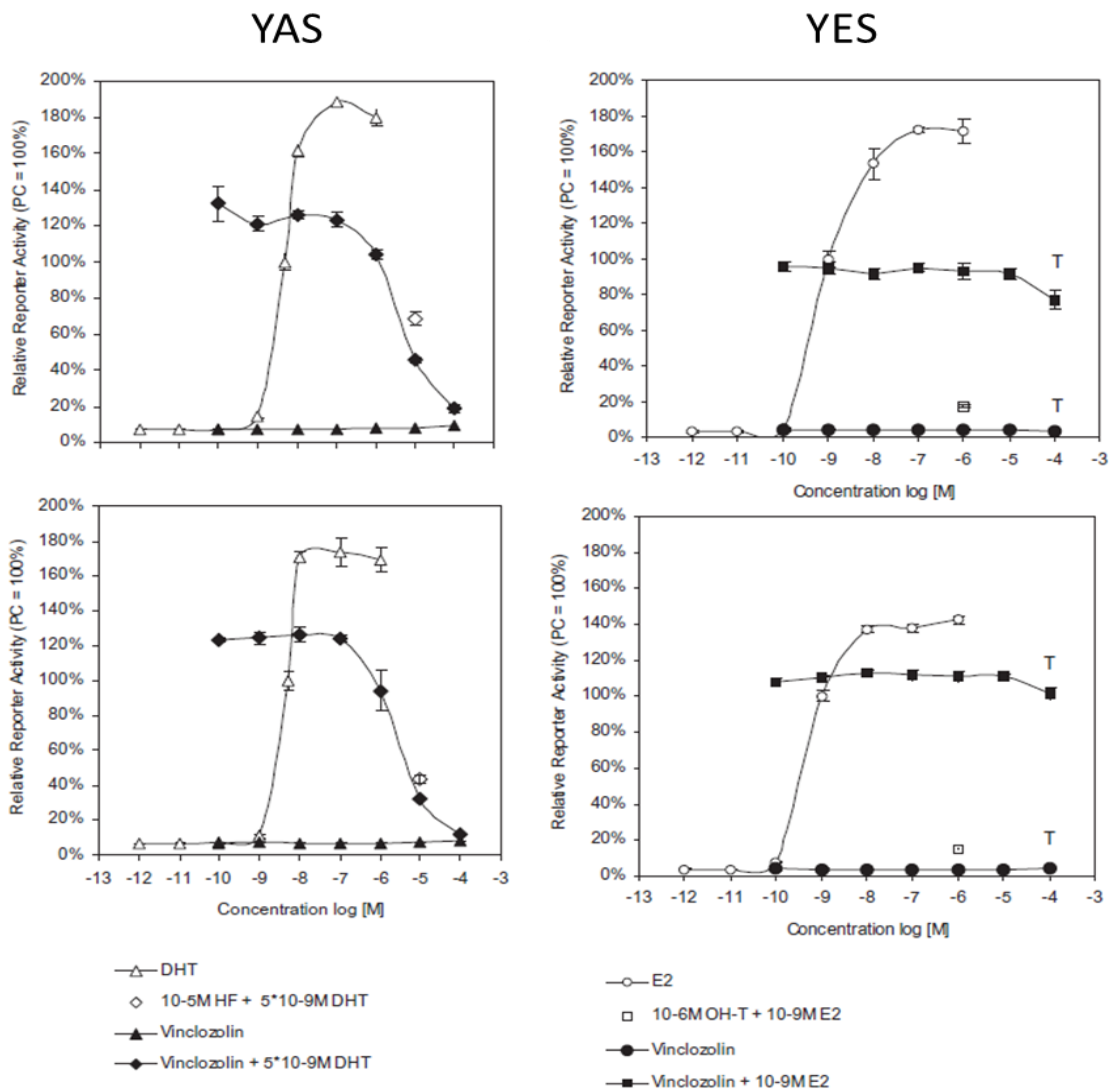 YAS
YES
Relative Reporter Activity (PC = 100%)
200%
180%
160%
140%
120%
100%
80%
60%
40%
20%
0%
Relative Reporter Activity (PC = 100%)
200%
180%
160%
140%
120%
100%
80%
60%
40%
20%
0%
T
T
-13 -12 -11 -10 -9 -8 -7 -6 -5 -4 -3
Concentration log [M]
Relative Reporter Activity (PC = 100%)
200%
180%
160%
140%
120%
100%
80%
60%
40%
20%
0%
-13 -12 -11 -10 -9 -8 -7 -6 -5 -4 -3
Concentration log [M]
Relative Reporter Activity (PC = 100%)
200%
180%
160%
140%
120%
100%
80%
60%
40%
20%
0%
T
T
-13 -12 -11 -10 -9 -8 -7 -6 -5 -4 -3
Concentration log [M]
DHT
10-5M HF + 5*10-9M DHT
Vinclozolin
Vinclozolin + 5*10-9M DHT
E2
10-6M OH-T + 10-9M E2
Vinclozolin
Vinclozolin + 10-9M E2